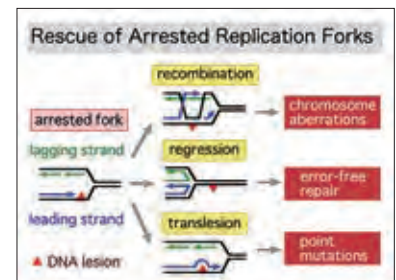 Rescue of Arrested Replication Forks
recombination
chromosome
aberrations
arrested fork
lagging strand
regression
error-free
repair
leading strand
translesion
point
mutations
DNA lesion